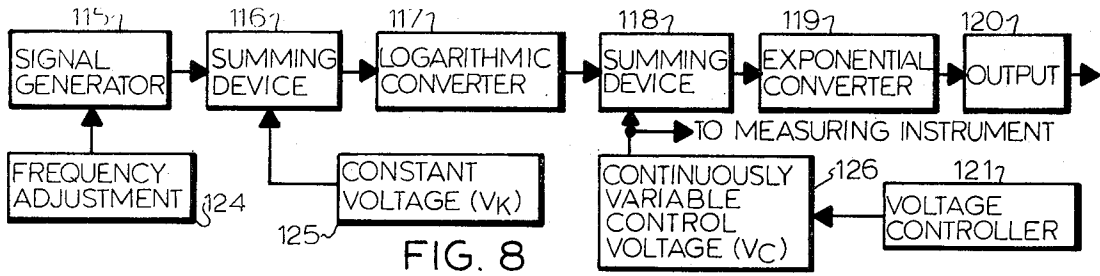 115
116
117
118
119
120
SIGNAL
GENERATOR
SUMMING
DEVICE
LOGARITHMIC
CONVERTER
SUMMING
DEVICE
EXPONENTIAL
CONVERTER
OUTPUT
TO MEASURING INSTRUMENT
FREQUENCY
ADJUSTMENT
124
CONSTANT
VOLTAGE (VK)
125
CONTINUOUSLY
VARIABLE
CONTROL
VOLTAGE (VC)
126
121
VOLTAGE
CONTROLLER
FIG. 8